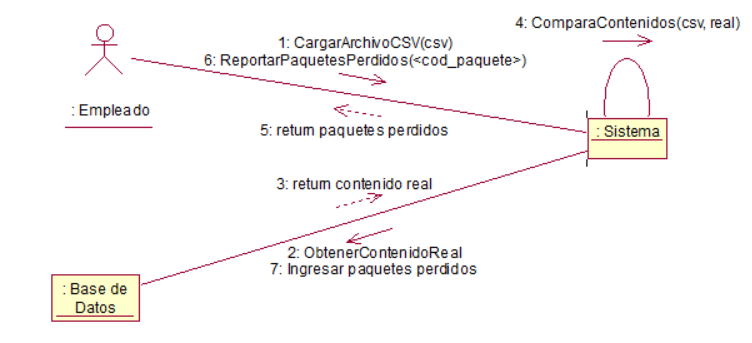 4: ComparaContenidos(csv, real)
1: CargarArchivoCSV(csv)
6: ReportarPaquetesPerdidos(<cod_paquete>)
: Empleado
5: return paquetes perdidos
: Sistema
3: return contenido real
2: ObtenerContenidoReal
7: Ingresar paquetes perdidos
: Base de
Datos